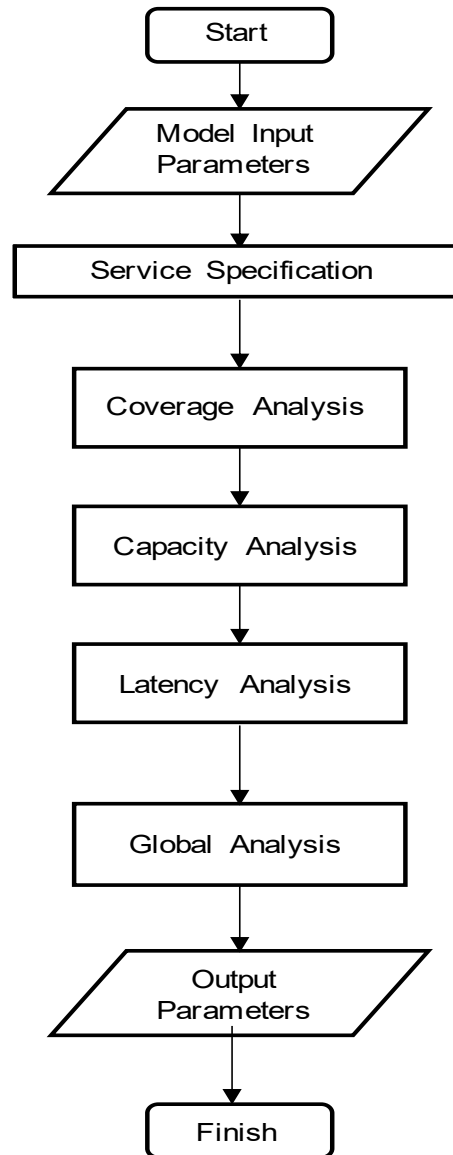 Start
Model Input
Parameters
Service Specification
Coverage Analysis
Capacity Analysis
Latency Analysis
Global Analysis
Output
Parameters
Finish